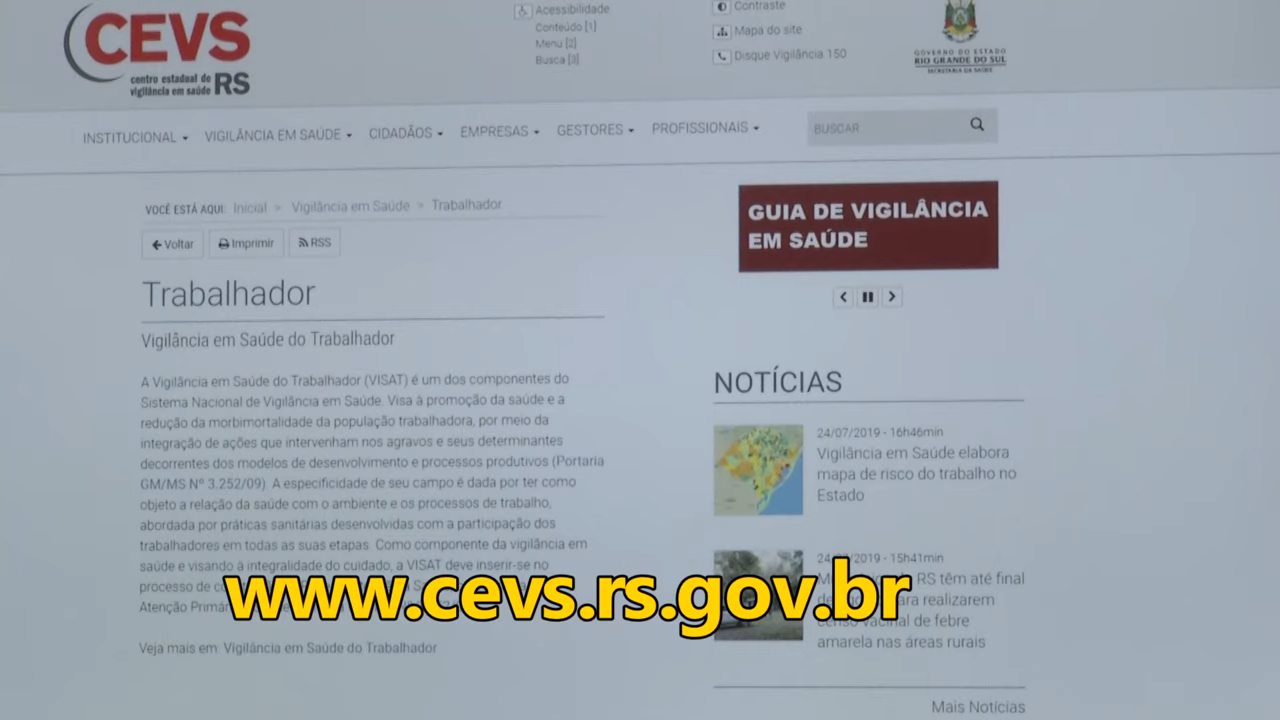 CEVS
centro estadual de
vigilância em saúde RS
Acessibilidade
Conteúdo [1]
Menu [2]
Busca [3]
Contraste
Mapa do site
Disque Vigilância 150
GOVERNO DO ESTADO
RIO GRANDE DO SUL
SECRETARIA DA SAÚDE
INSTITUCIONAL
VIGILÂNCIA EM SAÚDE
CIDADÃOS
EMPRESAS
GESTORES
PROFISSIONAIS
BUSCAR
VOCÊ ESTÁ AQUI: Inicial > Vigilância em Saúde > Trabalhador
Voltar
Imprimir
RSS
Trabalhador
Vigilância em Saúde do Trabalhador
A Vigilância em Saúde do Trabalhador (VISAT) é um dos componentes do
Sistema Nacional de Vigilância em Saúde. Visa à promoção da saúde e a
redução da morbimortalidade da população trabalhadora, por meio da
integração de ações que intervenham nos agravos e seus determinantes
decorrentes dos modelos de desenvolvimento e processos produtivos (Portaria
GM/MS Nº 3.252/09). A especificidade de seu campo é dada por ter como
objeto a relação da saúde com o ambiente e os processos de trabalho,
abordada por práticas sanitárias desenvolvidas com a participação dos
trabalhadores em todas as suas etapas. Como componente da vigilância em
saúde e visando à integralidade do cuidado, a VISAT deve inserir-se no
processo de
Atenção
Veja mais em: Vigilância em Saúde do Trabalhador
GUIA DE VIGILÂNCIA
EM SAÚDE
NOTÍCIAS
24/07/2019 - 16h46min
Vigilância em Saúde elabora
mapa de risco do trabalho no
Estado
15h41min
RS têm até final
realizarem
de febre
amarela nas áreas rurais
Mais Notícias
www.cevs.rs.gov.br